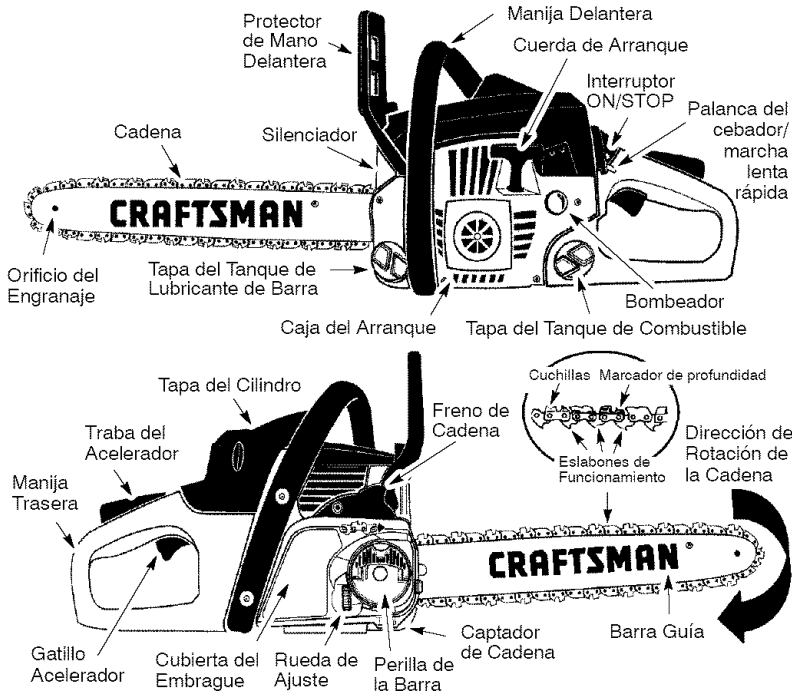 Protector
de Mano
Delantera
Manija Delantera
Cuerda de Arranque
Interruptor
ON/STOP
Palanca del
cebador/
marcha
lenta
rápida
Cadena
Silenciador
CRAFTSMAN
Orificio del
Engranaje
Tapa del Tanque de
Lubricante de Barra
Caja del Arranque
Bombeador
Tapa del Tanque de Combustible
Tapa del Cilindro
Freno de
Cadena
Cuchillas
Marcador de profundidad
Eslabones de
Funcionamiento
Dirección de
Rotación de
la Cadena
Traba del
Acelerador
Manija
Trasera
CRAFTSMAN
Gatillo
Acelerador
Cubierta del
Embrague
Rueda de
Ajuste
Perilla de
la Barra
Captador
de Cadena
Barra Guía